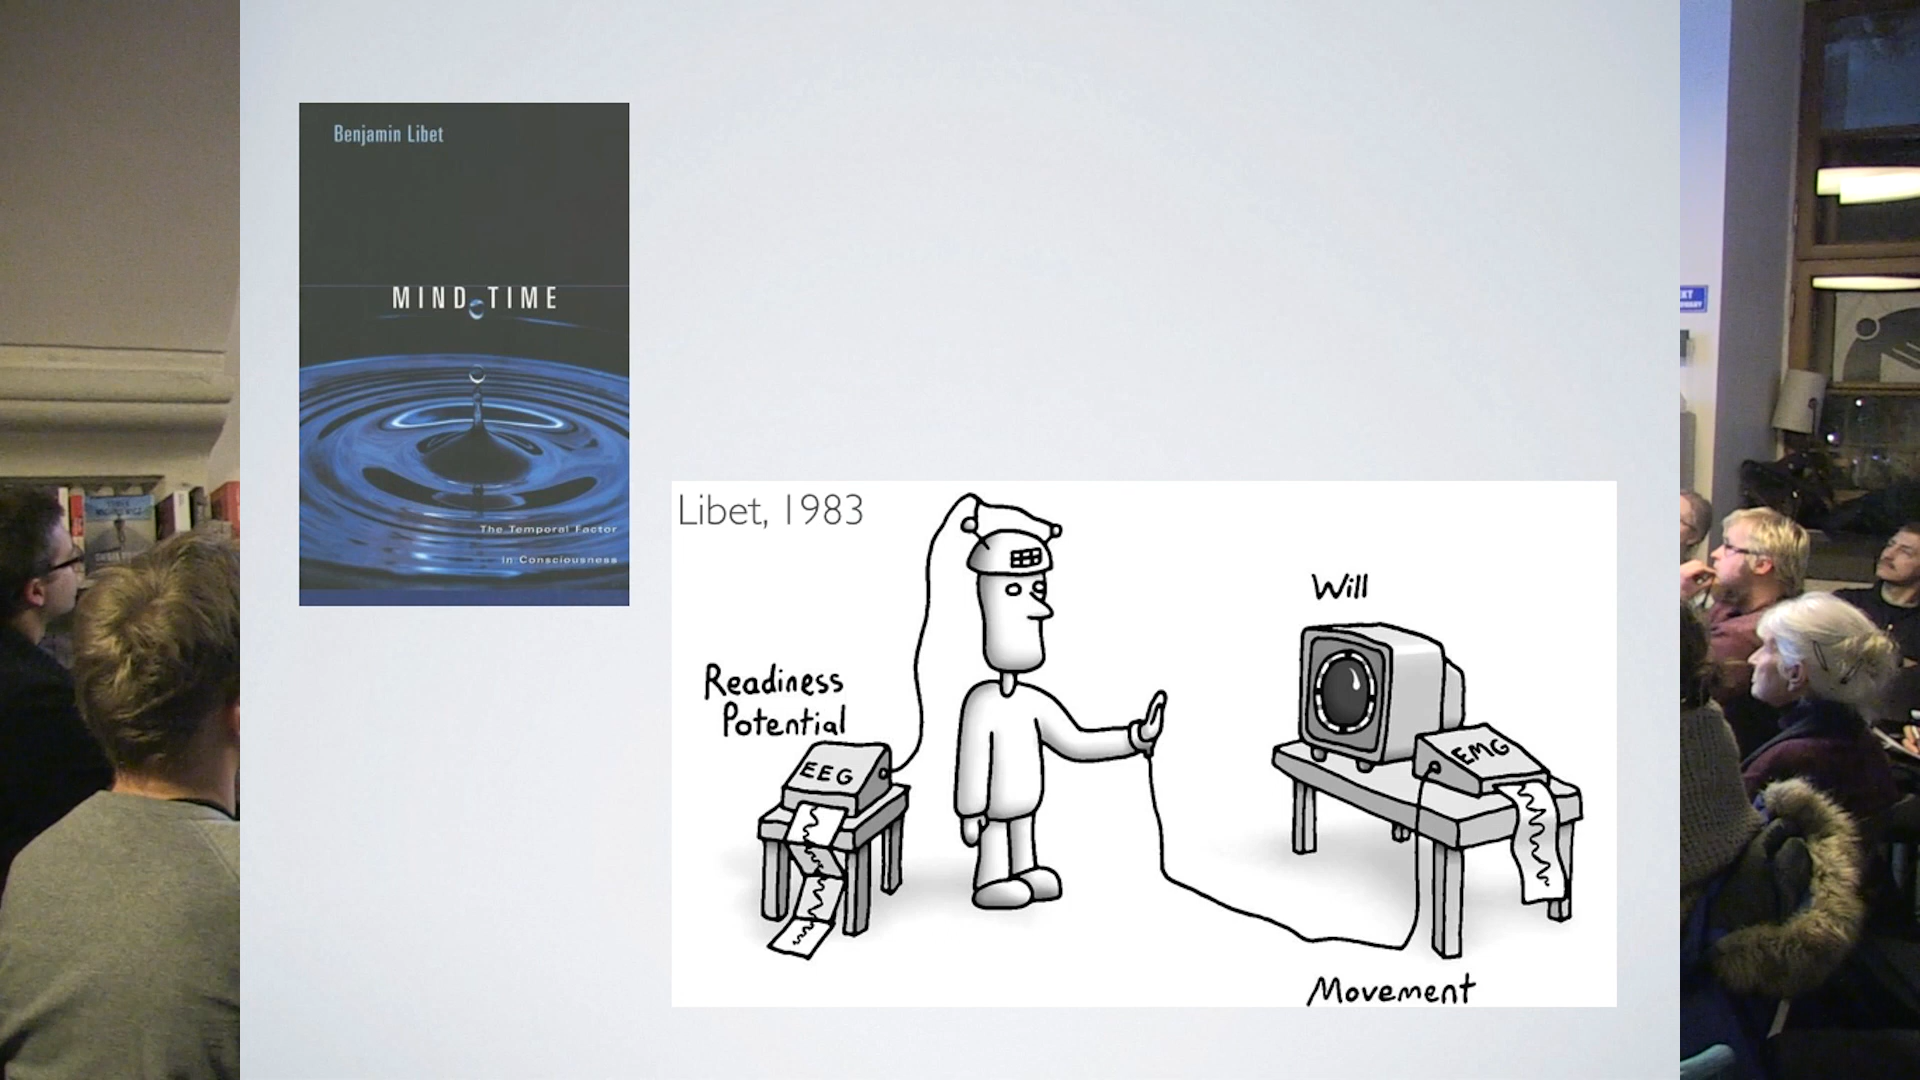 Benjamin Libet
MIND TIME
The Temporal Factor
in Consciousness
Libet, 1983
Will
Readiness
Potential
EEG
EMG
Movement